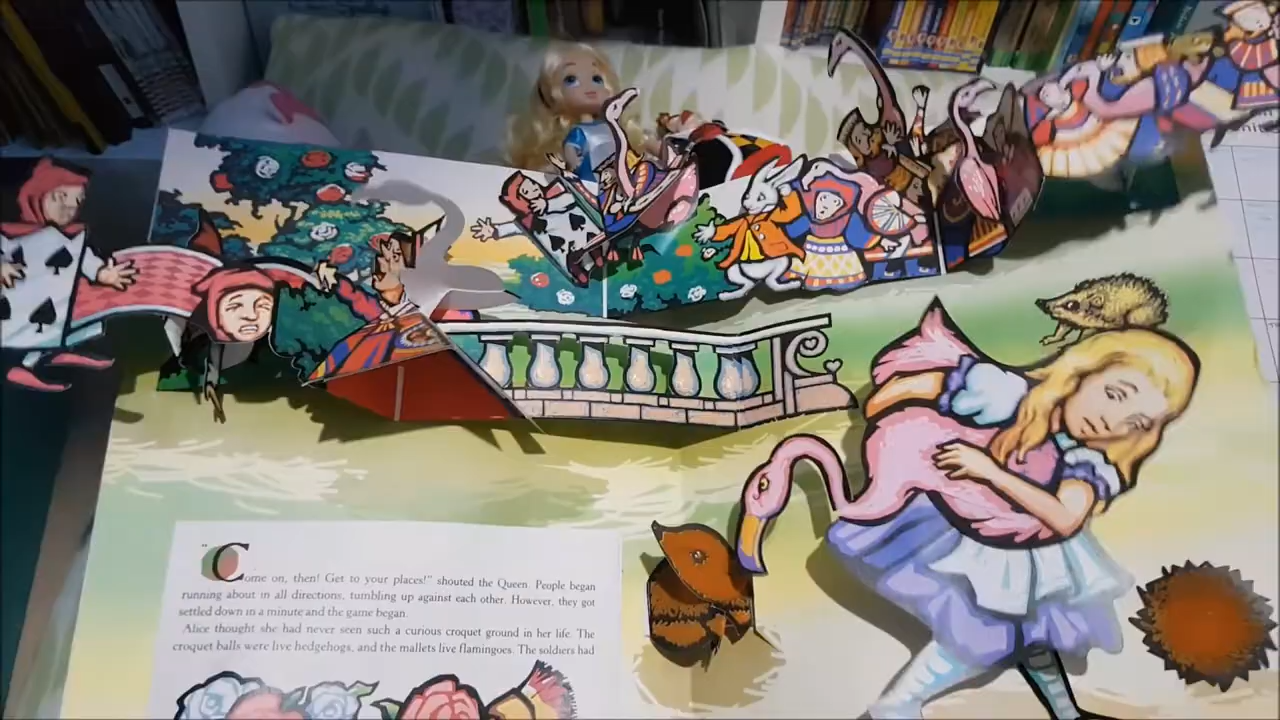 "Come on, then! Get to your places!" shouted the Queen. People began
running about in all directions, tumbling up against each other. However, they got
settled down in a minute and the game began.
Alice thought she had never seen such a curious croquet ground in her life. The
croquet balls were live hedgehogs, and the mallets live flamingoes. The soldiers had